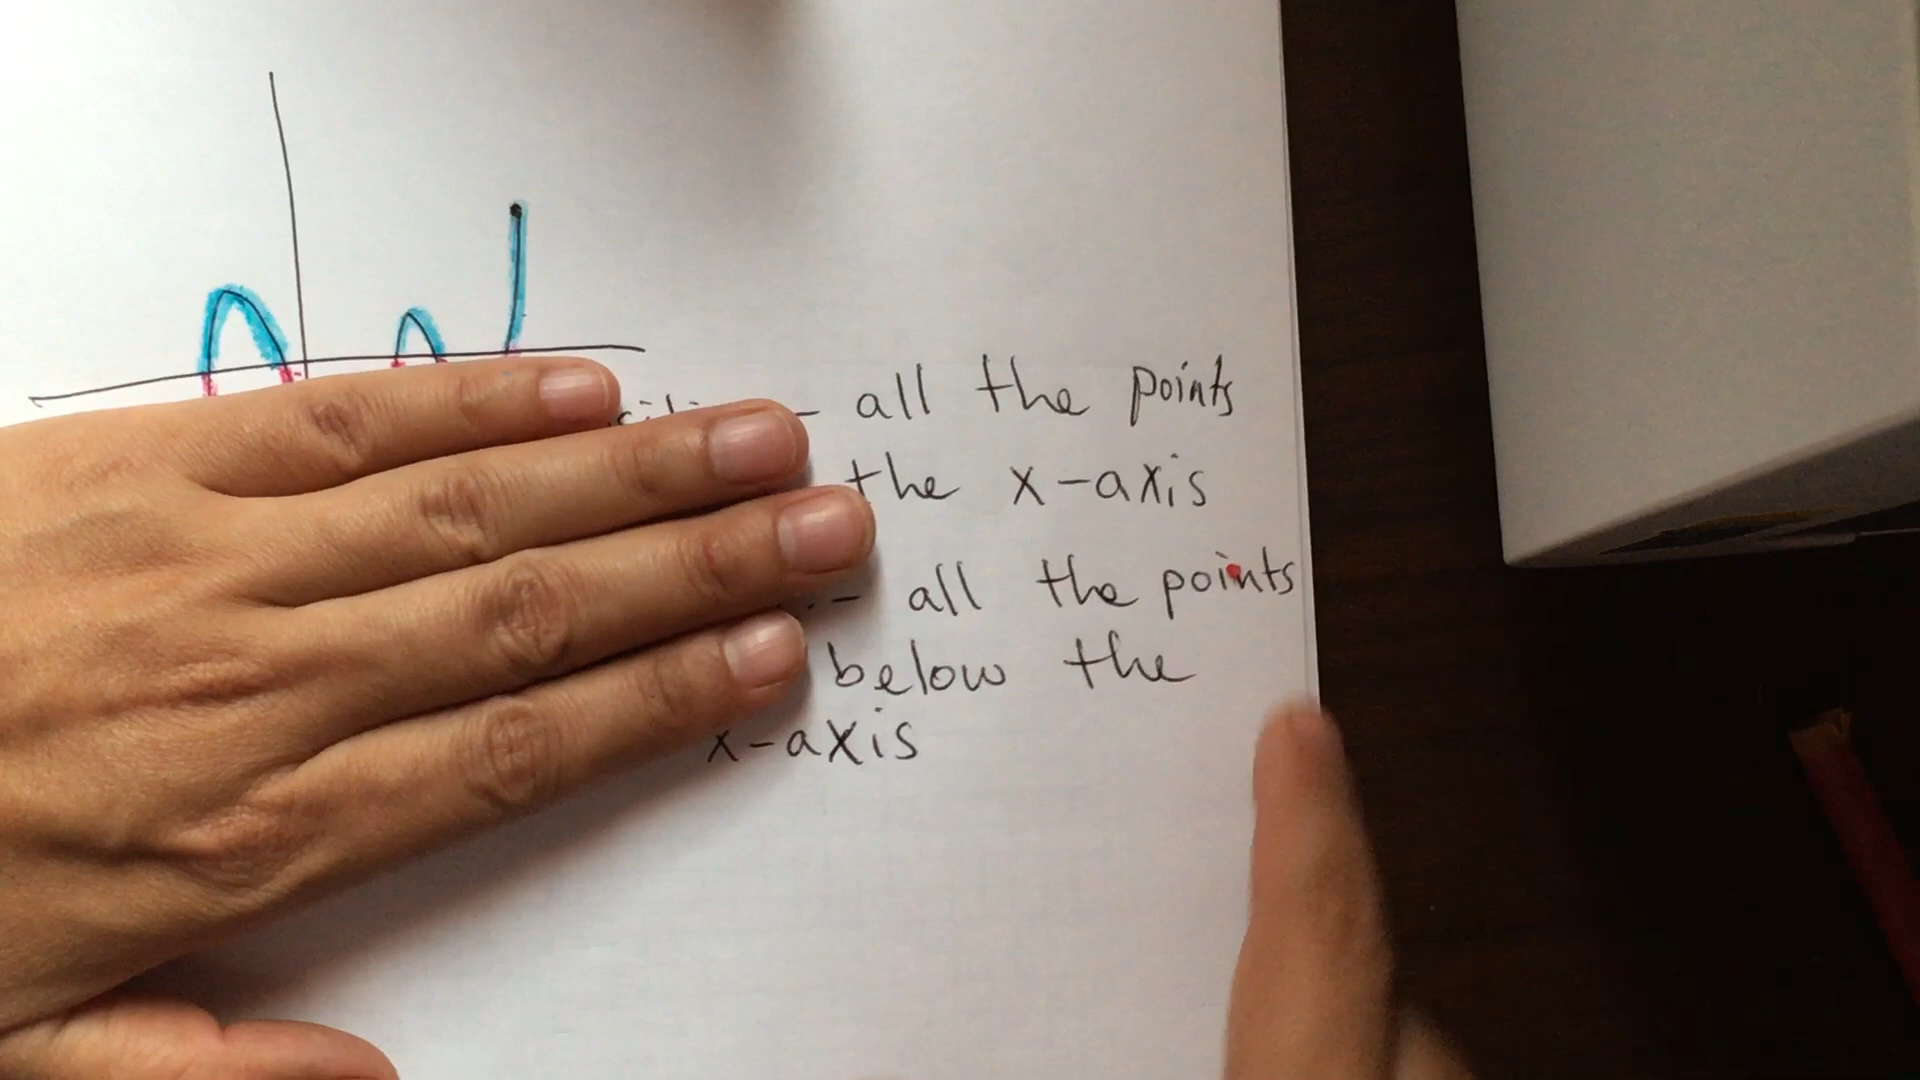 – all the points
the x-axis
– all the points
below the
x-axis